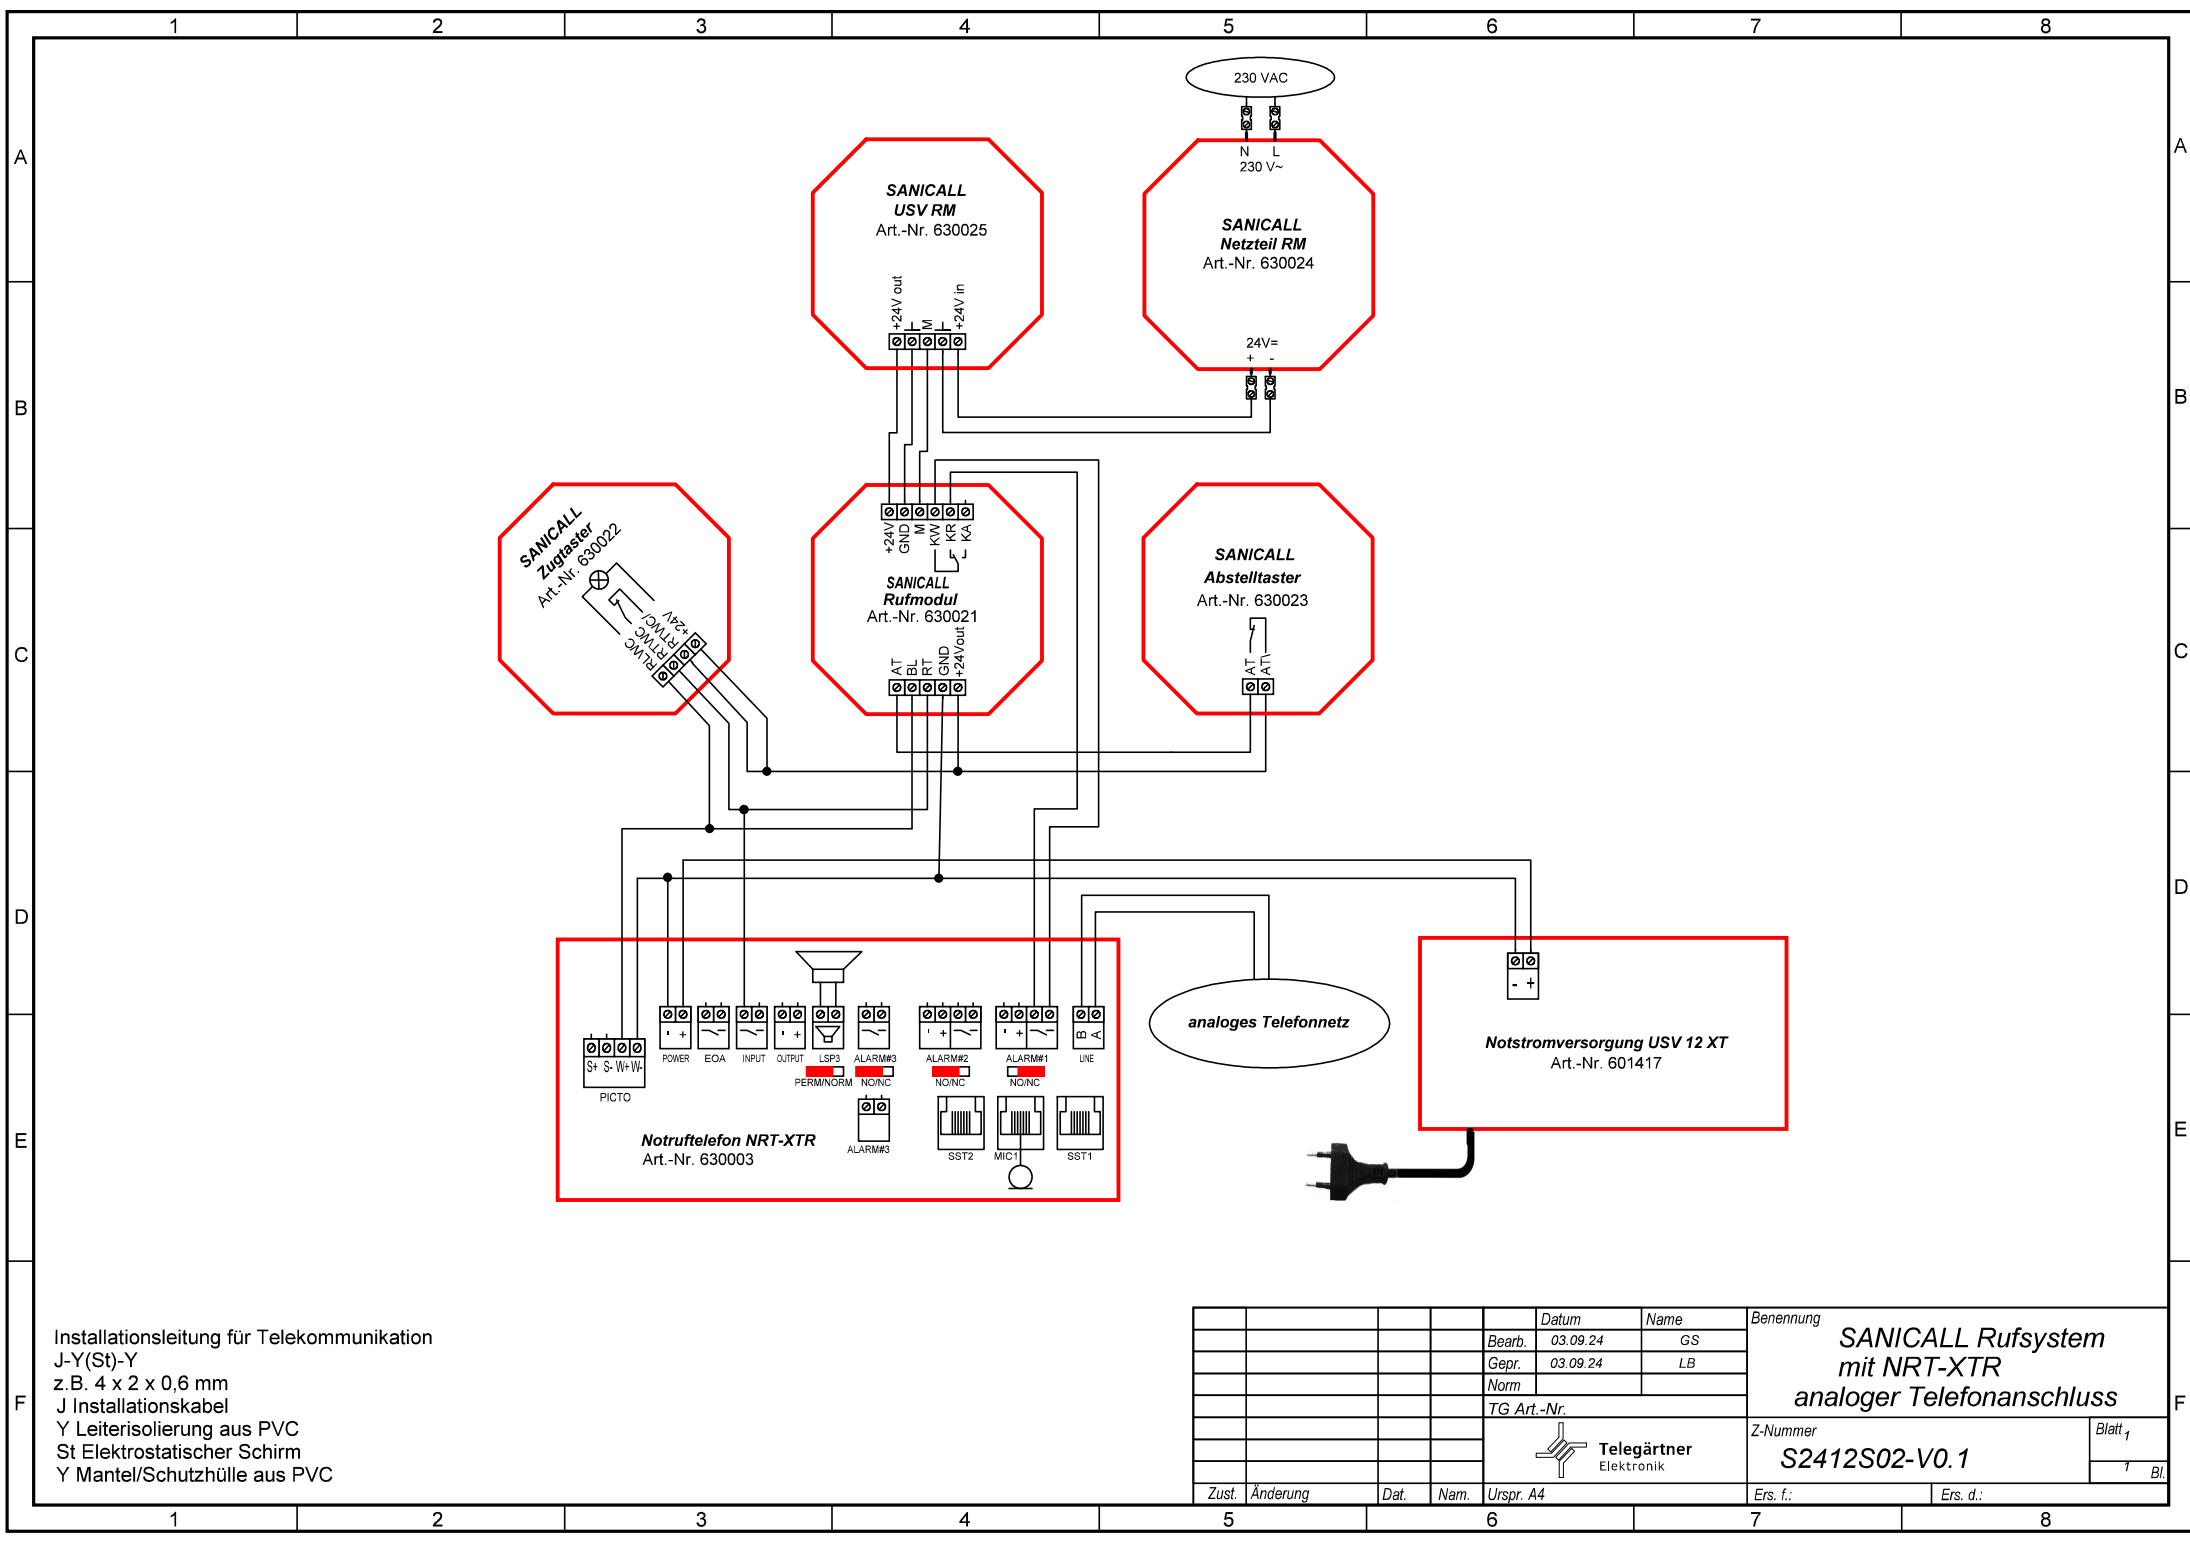 1 2 3 4 5 6 7 8
230 VAC
N L
230 V~
A A
SANICALL
USV RM
Art.-Nr. 630025
+24V out
M
+24V in
SANICALL
Netzteil RM
Art.-Nr. 630024
24V=
+ -
B B
SANICALL
Zugtaster
Art.-Nr. 630022
RLWC
RTWC
RTWC/
+24V
+24V
GND
M
KW
KR
KA
SANICALL
Rufmodul
Art.-Nr. 630021
AT
BL
RT
GND
+24Vout
SANICALL
Abstelltaster
Art.-Nr. 630023
AT
AT\
C C
D D
S+ S- W+ W-
PICTO
- +
POWER
EOA
INPUT
- +
OUTPUT
LSP3
PERM/NORM
ALARM#3
NO/NC
- +
ALARM#2
NO/NC
- +
ALARM#1
NO/NC
B A
LINE
ALARM#3
SST2
MIC1
SST1
Notruftelefon NRT-XTR
Art.-Nr. 630003
analoges Telefonnetz
- +
Notstromversorgung USV 12 XT
Art.-Nr. 601417
E E
Installationsleitung für Telekommunikation
J-Y(St)-Y
z.B. 4 x 2 x 0,6 mm
J Installationskabel
Y Leiterisolierung aus PVC
St Elektrostatischer Schirm
Y Mantel/Schutzhülle aus PVC
F F
Datum Name
Bearb. 03.09.24 GS
Gepr. 03.09.24 LB
Norm
TG Art.-Nr.
Telegärtner
Elektronik
Benennung
SANICALL Rufsystem
mit NRT-XTR
analoger Telefonanschluss
Z-Nummer
S2412S02-V0.1
Blatt 1
1 Bl.
Zust. Änderung Dat. Nam. Urspr. A4 Ers. f.: Ers. d.:
1 2 3 4 5 6 7 8